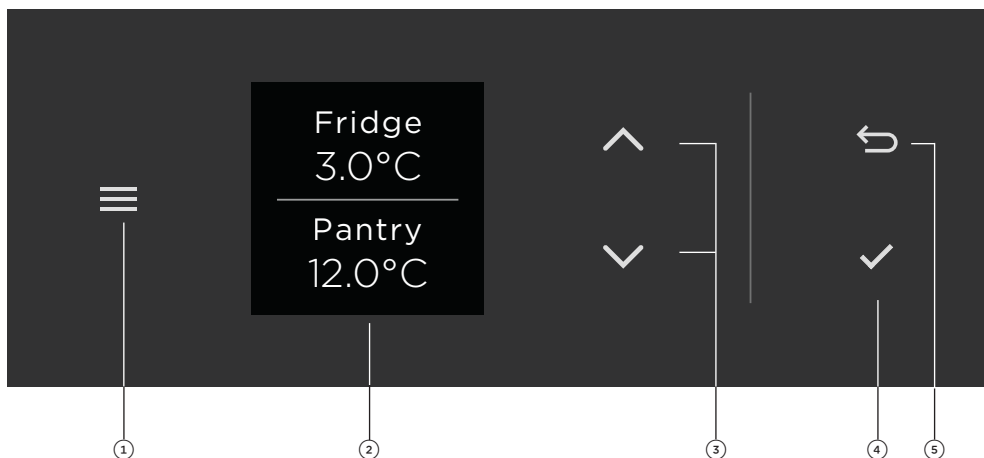 Fridge
3.0°C
Pantry
12.0°C
① ② ③ ④ ⑤